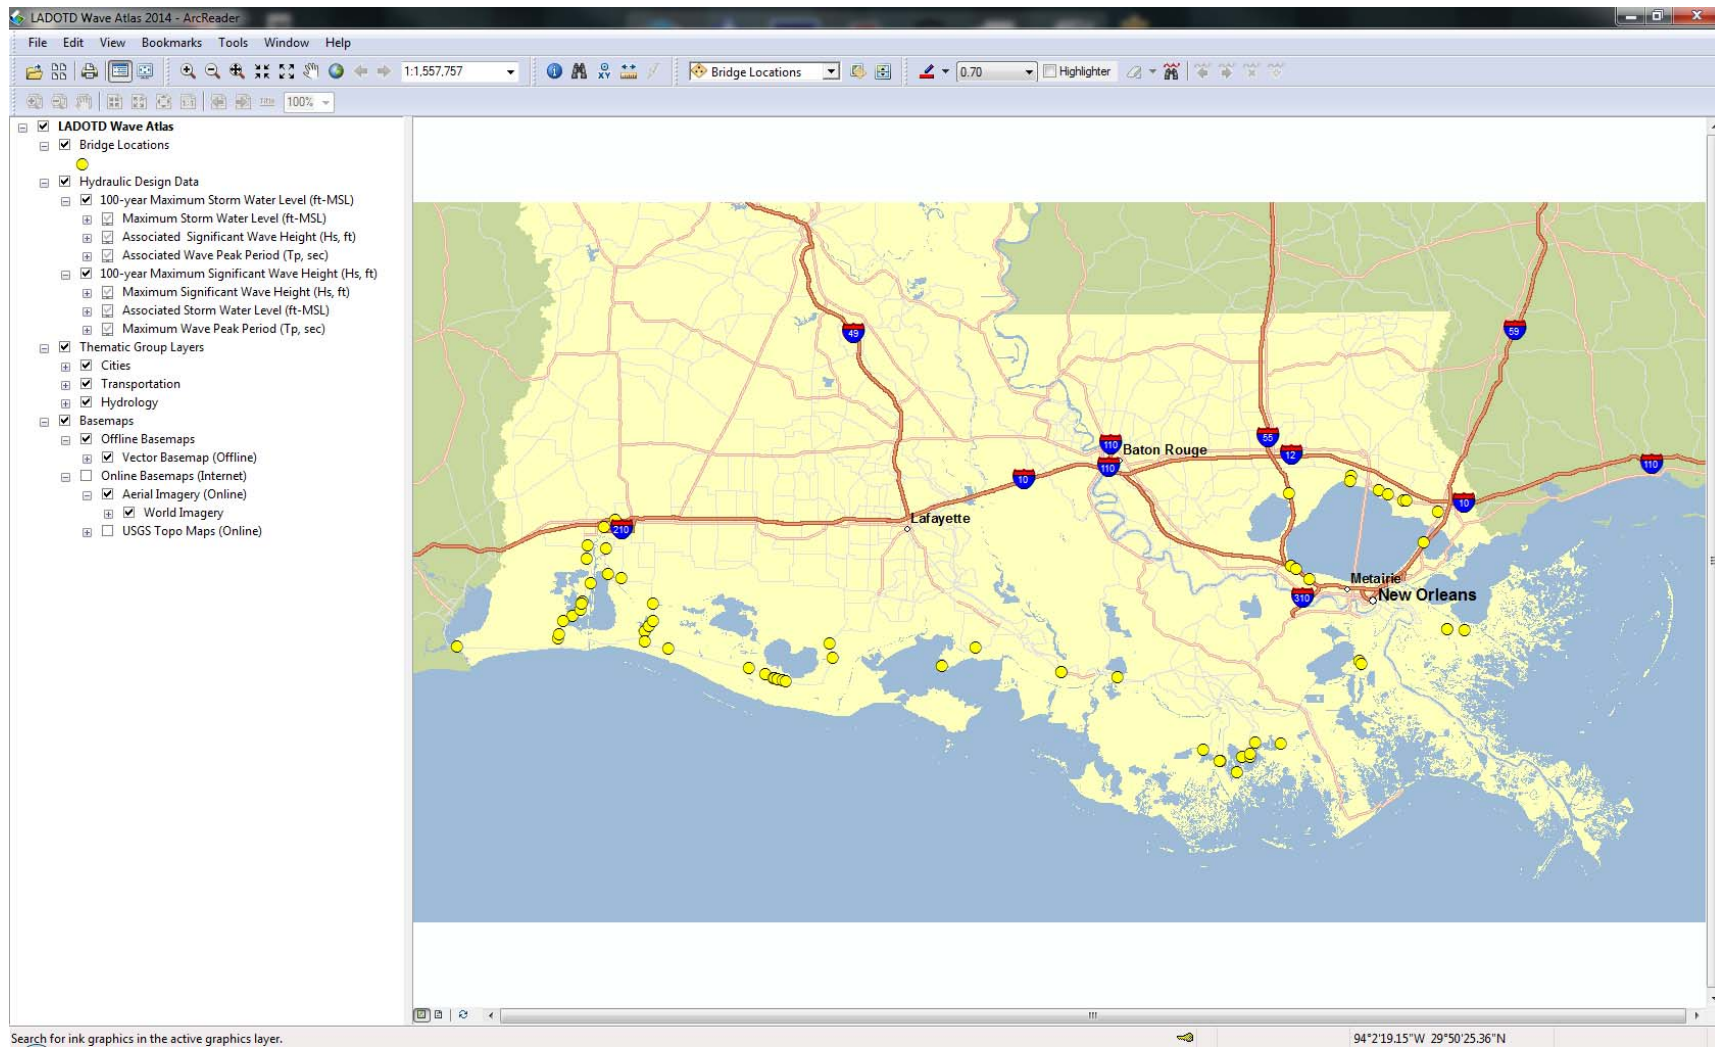 LADOTD Wave Atlas 2014 - ArcReader
File Edit View Bookmarks Tools Window Help
1:1,557,757 Bridge Locations 0.70 Highlighter
Title 100%
LADOTD Wave Atlas
Bridge Locations
Hydraulic Design Data
100-year Maximum Storm Water Level (ft-MSL)
Maximum Storm Water Level (ft-MSL)
Associated Significant Wave Height (Hs, ft)
Associated Wave Peak Period (Tp, sec)
100-year Maximum Significant Wave Height (Hs, ft)
Maximum Significant Wave Height (Hs, ft)
Associated Storm Water Level (ft-MSL)
Maximum Wave Peak Period (Tp, sec)
Thematic Group Layers
Cities
Transportation
Hydrology
Basemaps
Offline Basemaps
Vector Basemap (Offline)
Online Basemaps (Internet)
Aerial Imagery (Online)
World Imagery
USGS Topo Maps (Online)
49
59
55
110
12
Baton Rouge
110
110
10
10
Lafayette
210
Metairie
310
New Orleans
Search for ink graphics in the active graphics layer.
94°2'19.15"W 29°50'25.36"N